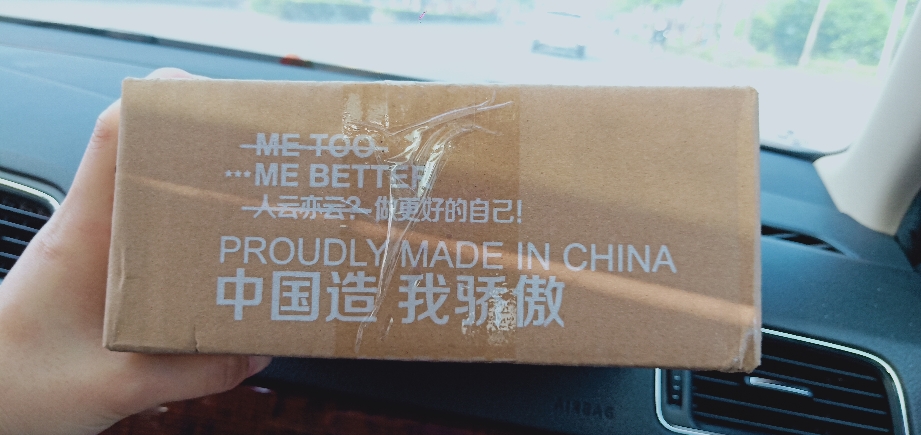 ME TOO
***ME BETTER
人云亦云? 做更好的自己!
PROUDLY MADE IN CHINA
中国造 我骄傲
AIRBAG